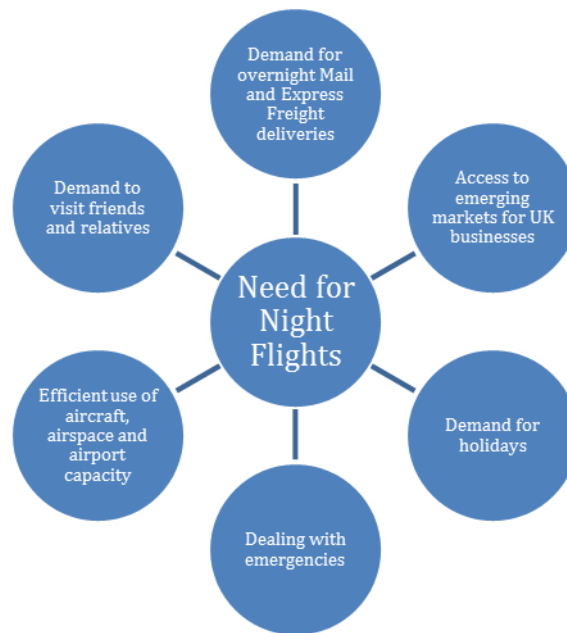 Demand for
overnight Mail
and Express
Freight
deliveries
Access to
emerging
markets for UK
businesses
Demand for
holidays
Dealing with
emergencies
Efficient use of
aircraft,
airspace and
airport
capacity
Demand to
visit friends
and relatives
Need for
Night
Flights